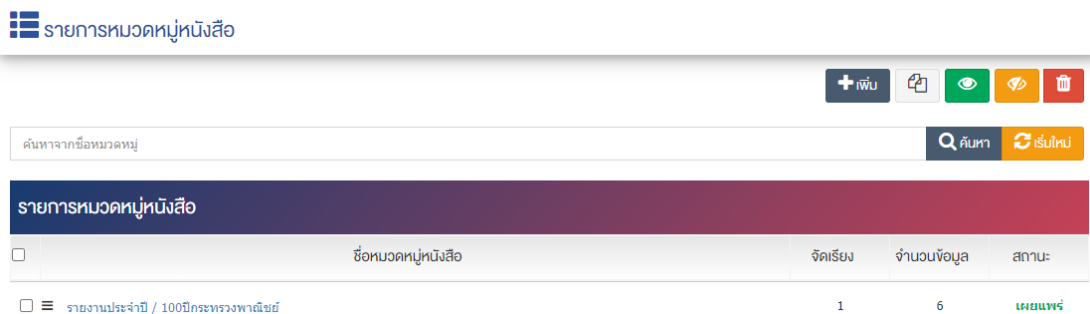 รายการหมวดหมู่หนังสือ
เพิ่ม
ค้นหาจากชื่อหมวดหมู่ ค้นหา เริ่มใหม่
รายการหมวดหมู่หนังสือ
ชื่อหมวดหมู่หนังสือ จัดเรียง จำนวนข้อมูล สถานะ
รายงานประจำปี / 100ปีกระทรวงพาณิชย์ 1 6 เผยแพร่